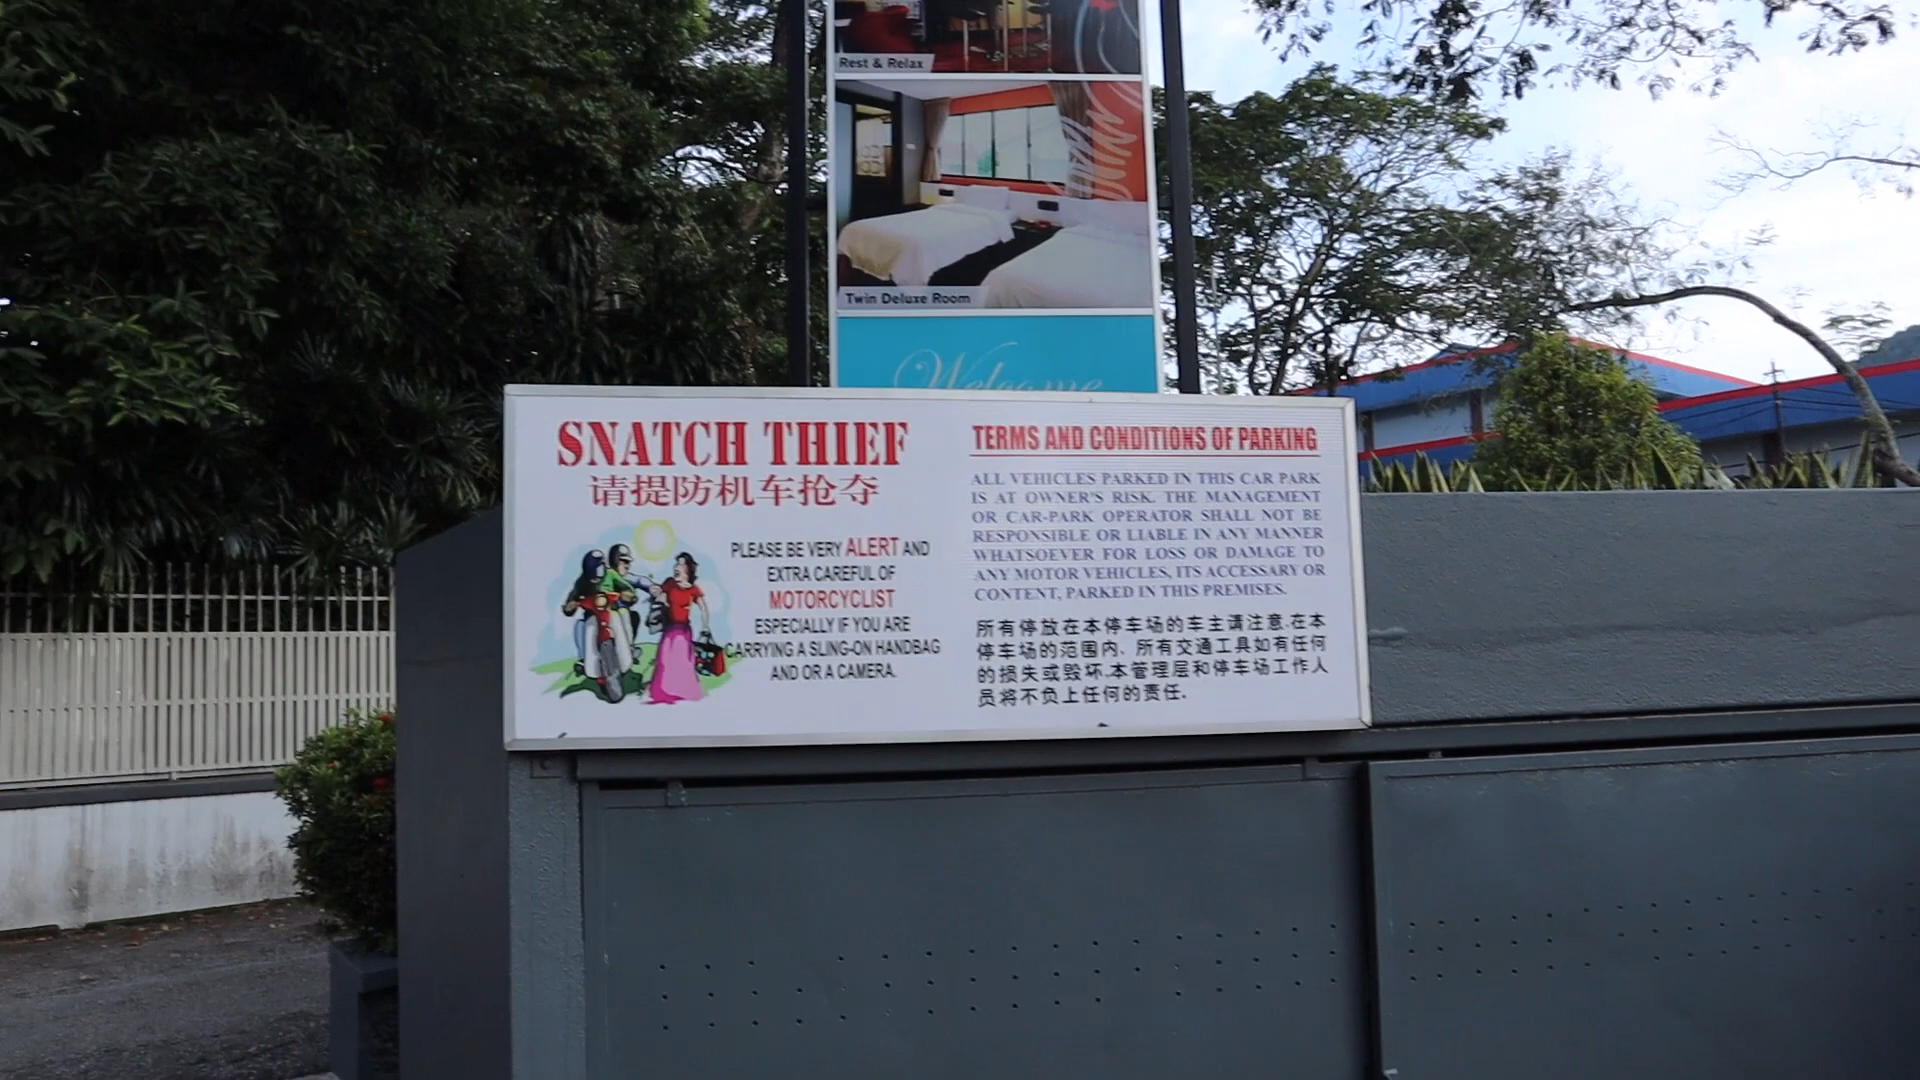 Rest & Relax
Twin Deluxe Room
Welcome
SNATCH THIEF
请提防机车抢夺
PLEASE BE VERY ALERT AND
EXTRA CAREFUL OF
MOTORCYCLIST
ESPECIALLY IF YOU ARE
CARRYING A SLING-ON HANDBAG
AND OR A CAMERA.
TERMS AND CONDITIONS OF PARKING
ALL VEHICLES PARKED IN THIS CAR PARK
IS AT OWNER'S RISK. THE MANAGEMENT
OR CAR-PARK OPERATOR SHALL NOT BE
RESPONSIBLE OR LIABLE IN ANY MANNER
WHATSOEVER FOR LOSS OR DAMAGE TO
ANY MOTOR VEHICLES, ITS ACCESSARY OR
CONTENT, PARKED IN THIS PREMISES.
所有停放在本停车场的车主请注意.在本
停车场的范围内、所有交通工具如有任何
的损失或毁坏.本管理层和停车场工作人
员将不负上任何的责任.